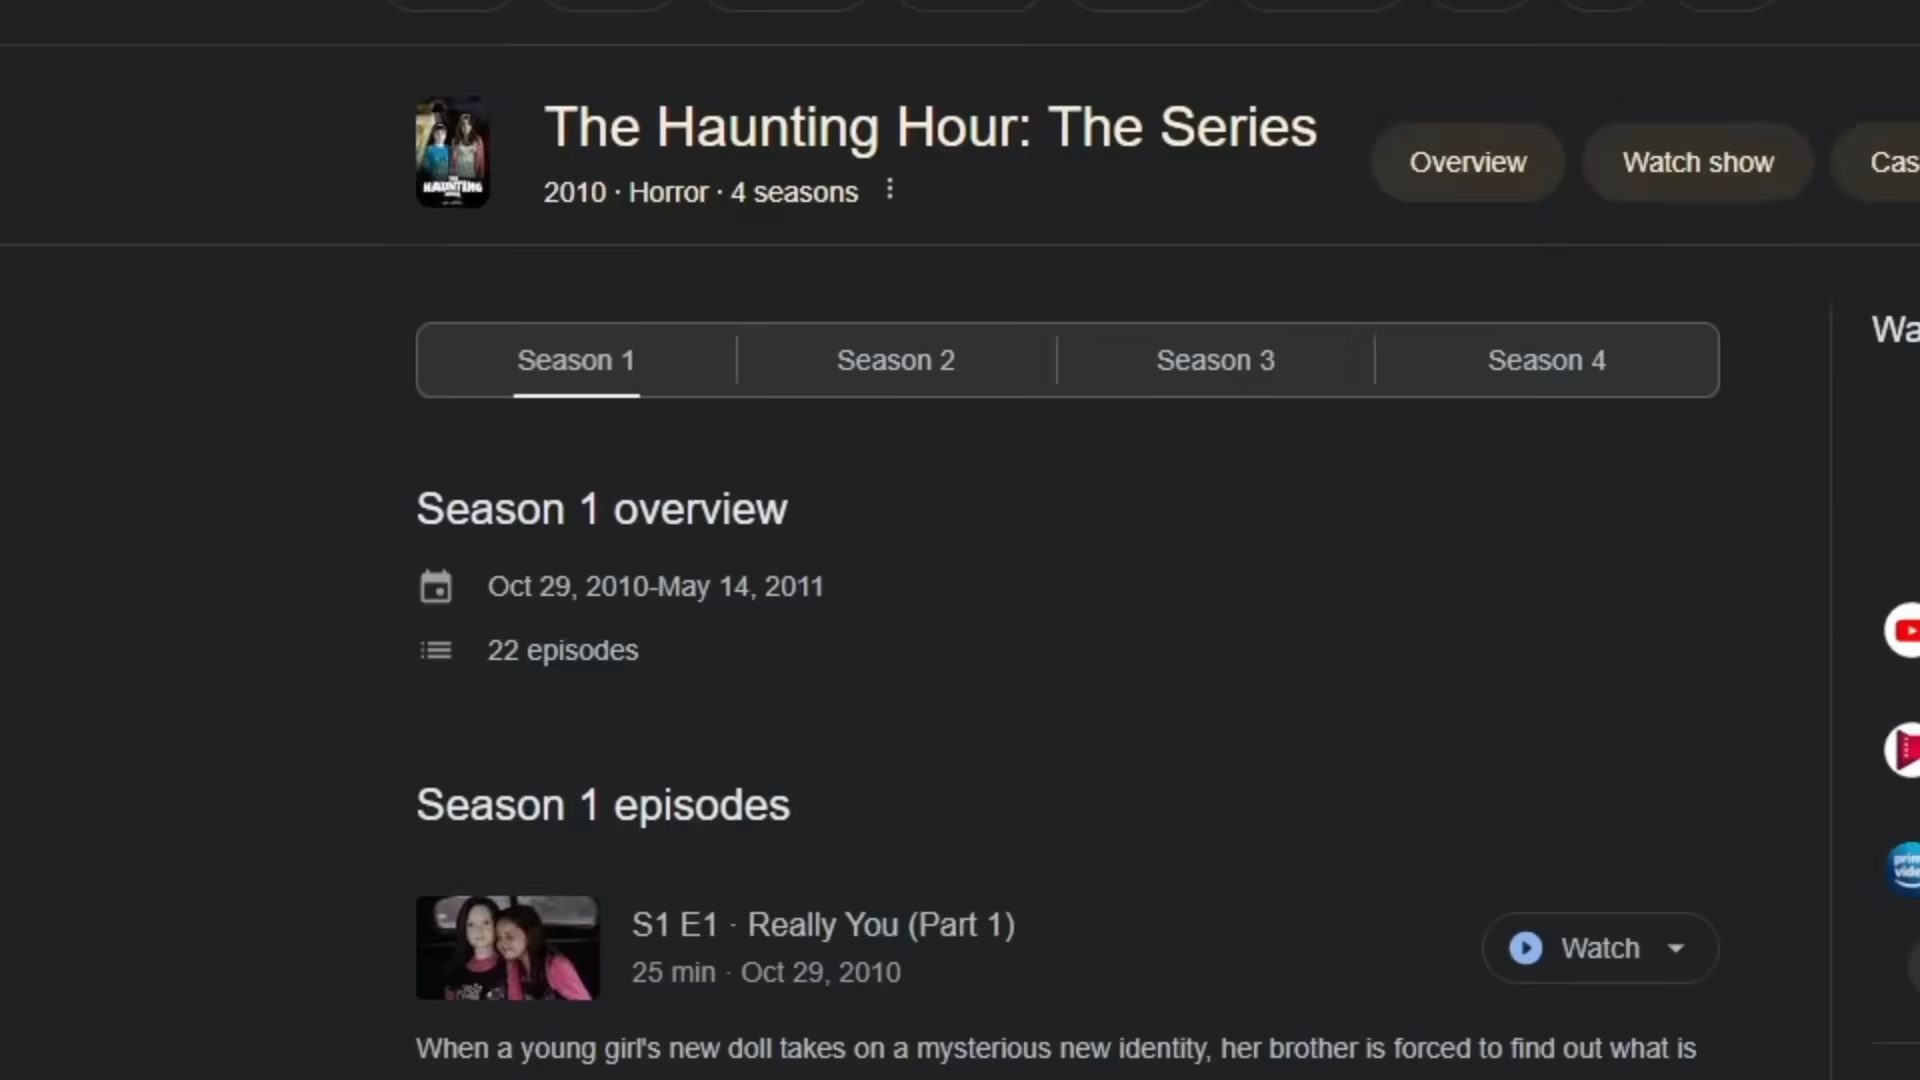 The Haunting Hour: The Series
2010 · Horror · 4 seasons
Overview
Watch show
Season 1
Season 2
Season 3
Season 4
Season 1 overview
Oct 29, 2010-May 14, 2011
22 episodes
Season 1 episodes
S1 E1 · Really You (Part 1)
25 min · Oct 29, 2010
Watch
When a young girl's new doll takes on a mysterious new identity, her brother is forced to find out what is
THE
HAUNTING